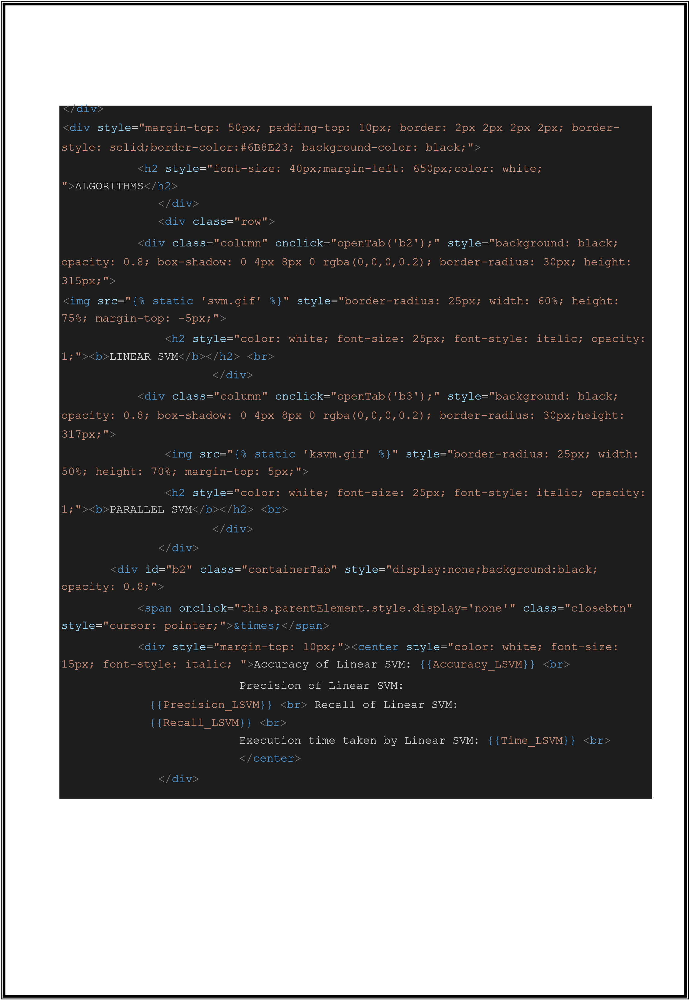 </div>
<div style="margin-top: 50px; padding-top: 10px; border: 2px 2px 2px 2px; border-
style: solid;border-color:#6B8E23; background-color: black;">
<h2 style="font-size: 40px;margin-left: 650px;color: white;
">ALGORITHMS</h2>
</div>
<div class="row">
<div class="column" onclick="openTab('b2');" style="background: black;
opacity: 0.8; box-shadow: 0 4px 8px 0 rgba(0,0,0,0.2); border-radius: 30px; height:
315px;">
<img src="{% static 'svm.gif' %}" style="border-radius: 25px; width: 60%; height:
75%; margin-top: -5px;">
<h2 style="color: white; font-size: 25px; font-style: italic; opacity:
1;"><b>LINEAR SVM</b></h2> <br>
</div>
<div class="column" onclick="openTab('b3');" style="background: black;
opacity: 0.8; box-shadow: 0 4px 8px 0 rgba(0,0,0,0.2); border-radius: 30px;height:
317px;">
<img src="{% static 'ksvm.gif' %}" style="border-radius: 25px; width:
50%; height: 70%; margin-top: 5px;">
<h2 style="color: white; font-size: 25px; font-style: italic; opacity:
1;"><b>PARALLEL SVM</b></h2> <br>
</div>
</div>
<div id="b2" class="containerTab" style="display:none;background:black;
opacity: 0.8;">
<span onclick="this.parentElement.style.display='none'" class="closebtn"
style="cursor: pointer;">&times;</span>
<div style="margin-top: 10px;"><center style="color: white; font-size:
15px; font-style: italic; ">Accuracy of Linear SVM: {{Accuracy_LSVM}} <br>
Precision of Linear SVM:
{{Precision_LSVM}} <br> Recall of Linear SVM:
{{Recall_LSVM}} <br>
Execution time taken by Linear SVM: {{Time_LSVM}} <br>
</center>
</div>